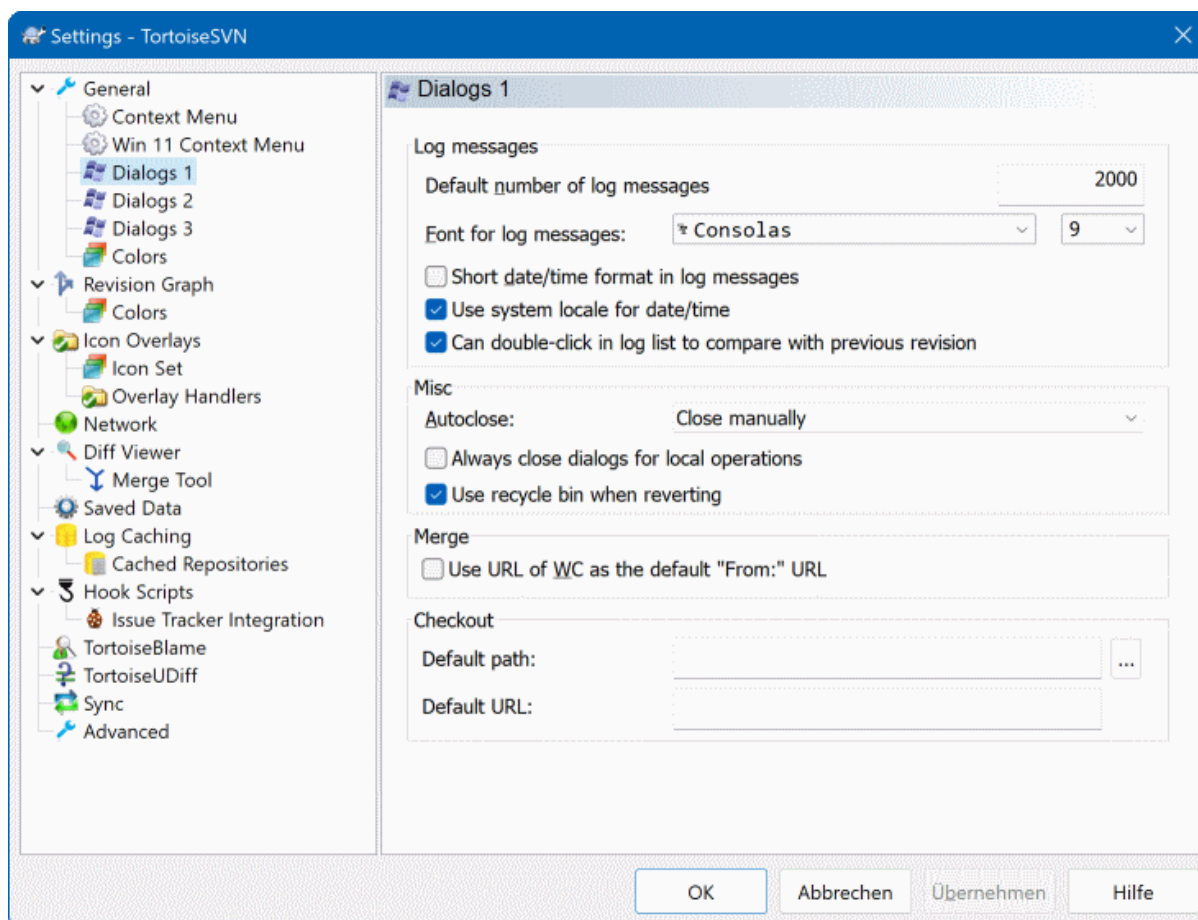 Settings - TortoiseSVN
General
Context Menu
Win 11 Context Menu
Dialogs 1
Dialogs 2
Dialogs 3
Colors
Revision Graph
Colors
Icon Overlays
Icon Set
Overlay Handlers
Network
Diff Viewer
Merge Tool
Saved Data
Log Caching
Cached Repositories
Hook Scripts
Issue Tracker Integration
TortoiseBlame
TortoiseUDiff
Sync
Advanced
Dialogs 1
Log messages
Default number of log messages 2000
Font for log messages: Consolas 9
Short date/time format in log messages
Use system locale for date/time
Can double-click in log list to compare with previous revision
Misc
Autoclose: Close manually
Always close dialogs for local operations
Use recycle bin when reverting
Merge
Use URL of WC as the default "From:" URL
Checkout
Default path: ...
Default URL:
OK Abbrechen Übernehmen Hilfe